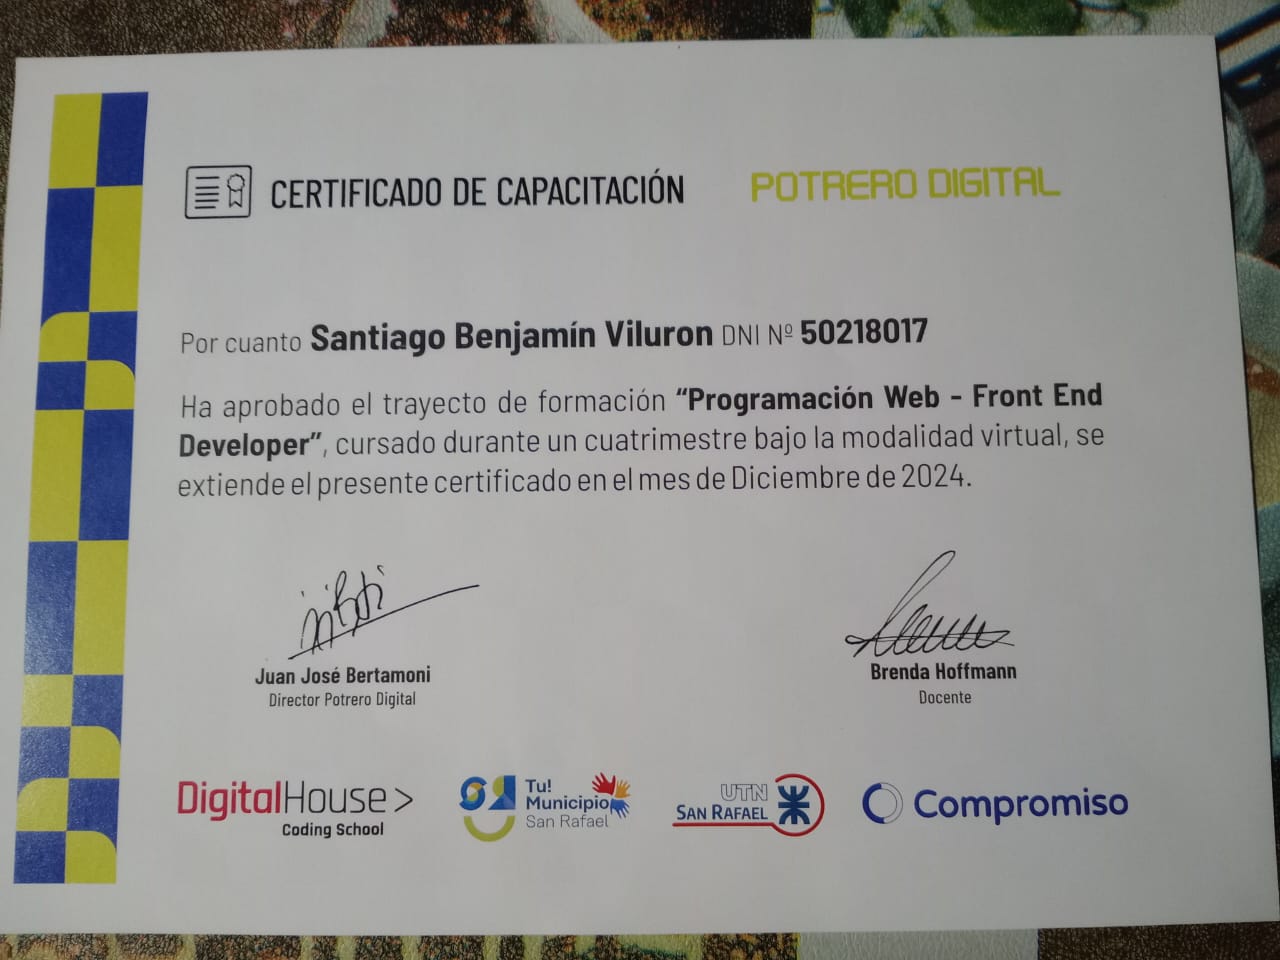 CERTIFICADO DE CAPACITACIÓN
POTRERO DIGITAL
Por cuanto Santiago Benjamín Viluron DNI Nº 50218017
Ha aprobado el trayecto de formación “Programación Web - Front End
Developer”, cursado durante un cuatrimestre bajo la modalidad virtual, se
extiende el presente certificado en el mes de Diciembre de 2024.
Juan José Bertamoni
Director Potrero Digital
Brenda Hoffmann
Docente
DigitalHouse>
Coding School
Tu!
Municipio
San Rafael
UTN
SAN RAFAEL
Compromiso